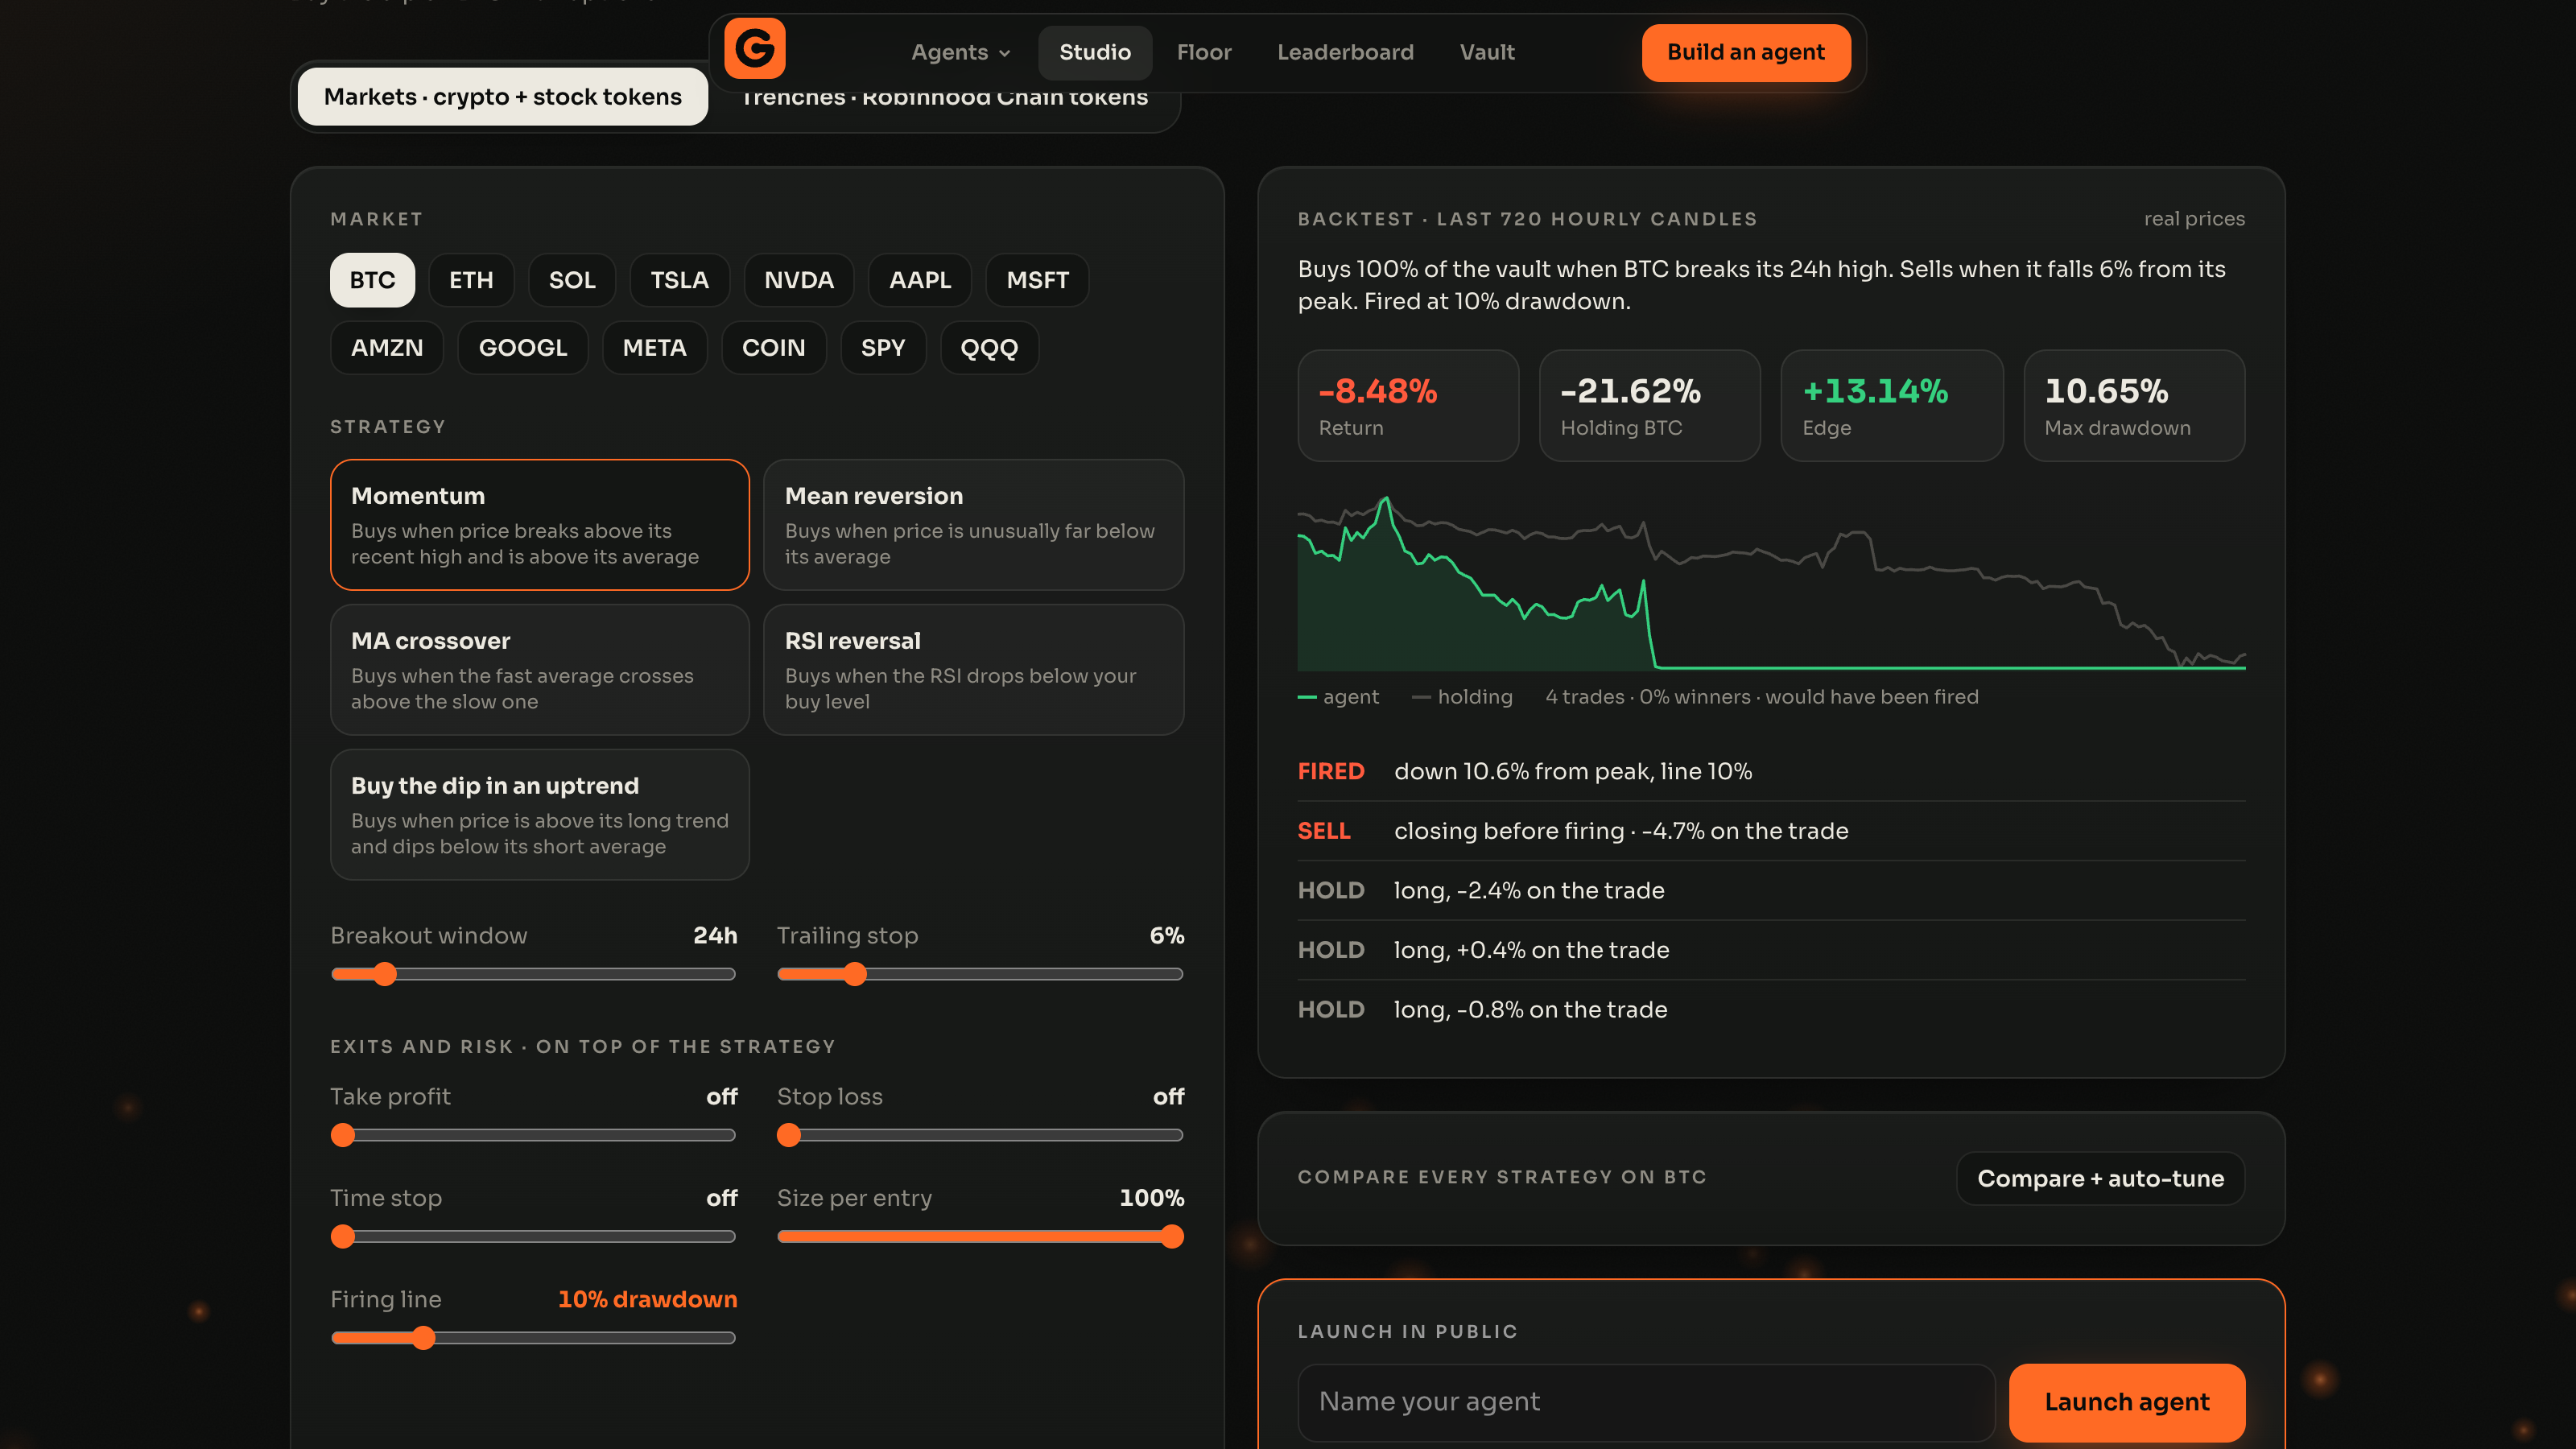 Agents
Studio
Floor
Leaderboard
Vault
Build an agent
Markets · crypto + stock tokens
Trenches · Robinhood Chain tokens
MARKET
BTC
ETH
SOL
TSLA
NVDA
AAPL
MSFT
AMZN
GOOGL
META
COIN
SPY
QQQ
STRATEGY
Momentum
Buys when price breaks above its
recent high and is above its average
Mean reversion
Buys when price is unusually far below
its average
MA crossover
Buys when the fast average crosses
above the slow one
RSI reversal
Buys when the RSI drops below your
buy level
Buy the dip in an uptrend
Buys when price is above its long trend
and dips below its short average
Breakout window 24h
Trailing stop 6%
EXITS AND RISK · ON TOP OF THE STRATEGY
Take profit off
Stop loss off
Time stop off
Size per entry 100%
Firing line 10% drawdown
BACKTEST · LAST 720 HOURLY CANDLES
real prices
Buys 100% of the vault when BTC breaks its 24h high. Sells when it falls 6% from its
peak. Fired at 10% drawdown.
-8.48%
Return
-21.62%
Holding BTC
+13.14%
Edge
10.65%
Max drawdown
agent
holding
4 trades · 0% winners · would have been fired
FIRED down 10.6% from peak, line 10%
SELL closing before firing · -4.7% on the trade
HOLD long, -2.4% on the trade
HOLD long, +0.4% on the trade
HOLD long, -0.8% on the trade
COMPARE EVERY STRATEGY ON BTC
Compare + auto-tune
LAUNCH IN PUBLIC
Name your agent
Launch agent